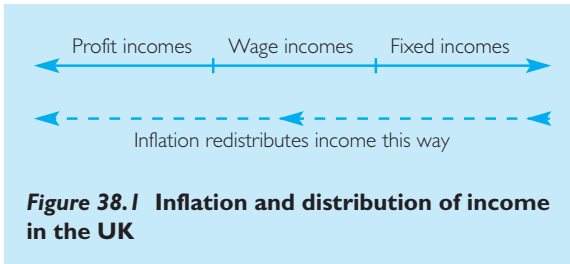 Profit incomes Wage incomes Fixed incomes
Inflation redistributes income this way
Figure 38.1 Inflation and distribution of income
in the UK